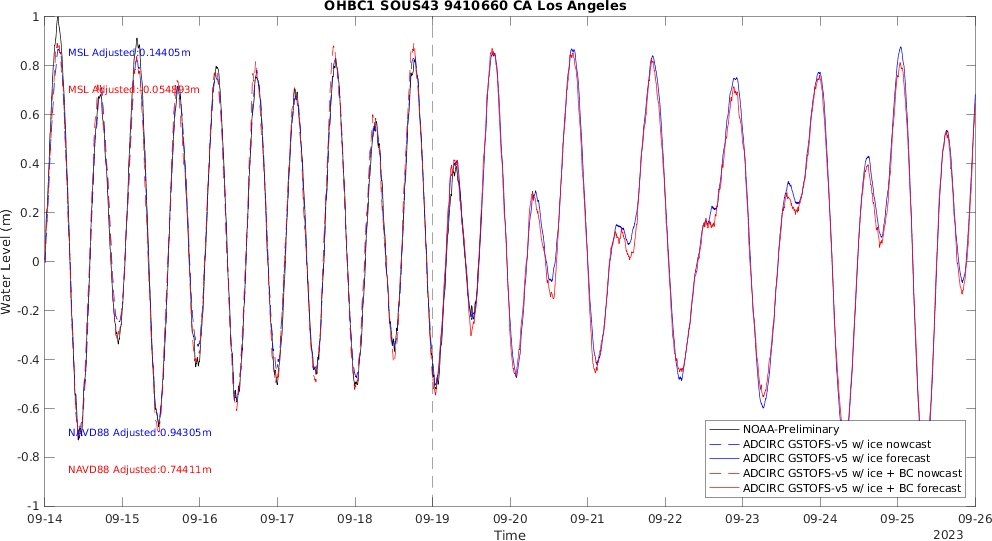 OHBC1 SOUS43 9410660 CA Los Angeles
1
0.8
0.6
0.4
0.2
0
-0.2
-0.4
-0.6
-0.8
-1
Water Level (m)
MSL Adjusted:0.14405m
MSL Adjusted:-0.054893m
NAVD88 Adjusted:0.94305m
NAVD88 Adjusted:0.74411m
NOAA-Preliminary
ADCIRC GSTOFS-v5 w/ ice nowcast
ADCIRC GSTOFS-v5 w/ ice forecast
ADCIRC GSTOFS-v5 w/ ice + BC nowcast
ADCIRC GSTOFS-v5 w/ ice + BC forecast
09-14 09-15 09-16 09-17 09-18 09-19 09-20 09-21 09-22 09-23 09-24 09-25 09-26
Time
2023